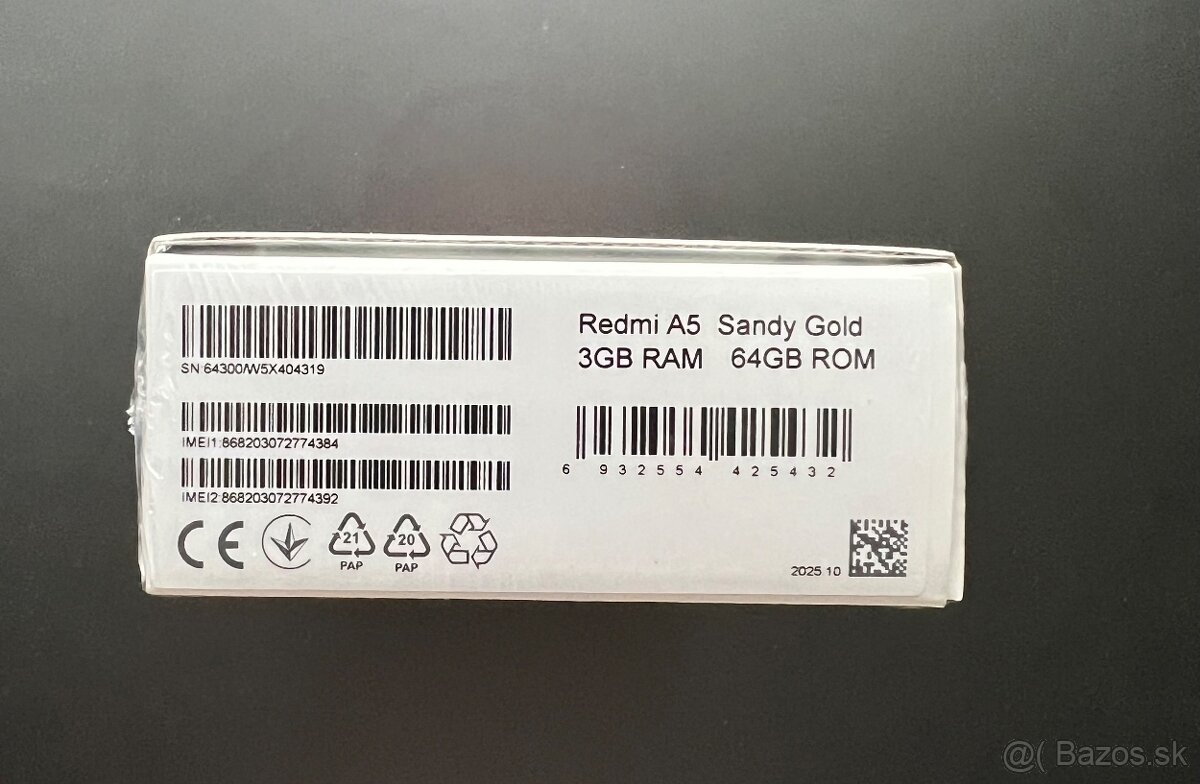 SN:64300/W5X404319
IMEI1:868203072774384
IMEI2:868203072774392
CE
21
PAP
20
PAP
Redmi A5 Sandy Gold
3GB RAM 64GB ROM
6 932554 425432
2025 10
@( Bazos.sk